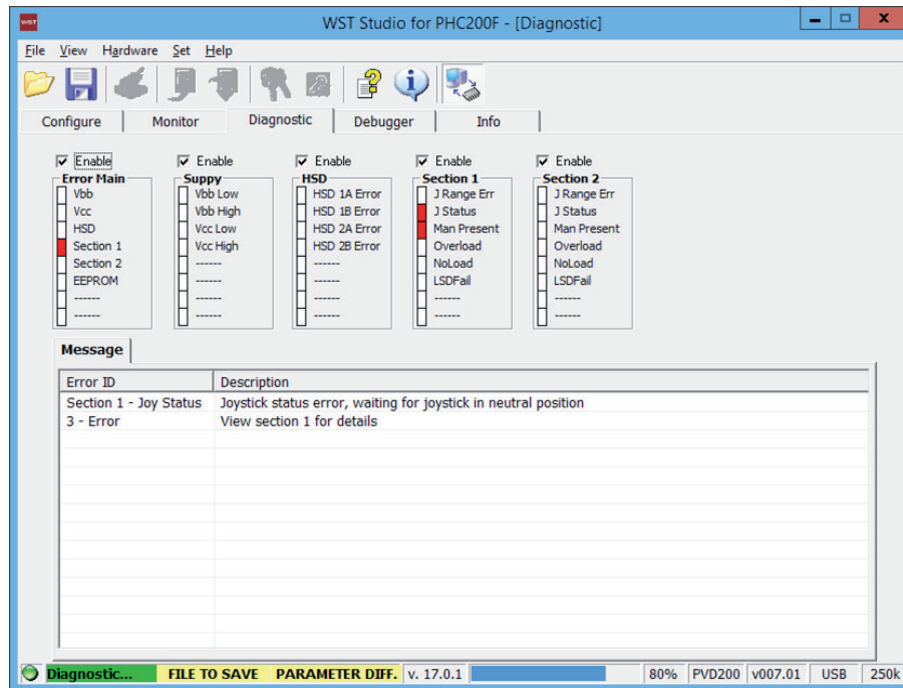 WST
WST Studio for PHC200F - [Diagnostic]
File View Hardware Set Help
Configure Monitor Diagnostic Debugger Info
Enable Enable Enable Enable Enable
Error Main Suppy HSD Section 1 Section 2
Vbb Vbb Low HSD 1A Error J Range Err J Range Err
Vcc Vbb High HSD 1B Error J Status J Status
HSD Vcc Low HSD 2A Error Man Present Man Present
Section 1 Vcc High HSD 2B Error Overload Overload
Section 2 ------ ------ NoLoad NoLoad
EEPROM ------ ------ LSDFail LSDFail
------ ------ ------ ------ ------
------ ------ ------ ------ ------
Message
Error ID Description
Section 1 - Joy Status Joystick status error, waiting for joystick in neutral position
3 - Error View section 1 for details
Diagnostic... FILE TO SAVE PARAMETER DIFF. v. 17.0.1 80% PVD200 v007.01 USB 250k